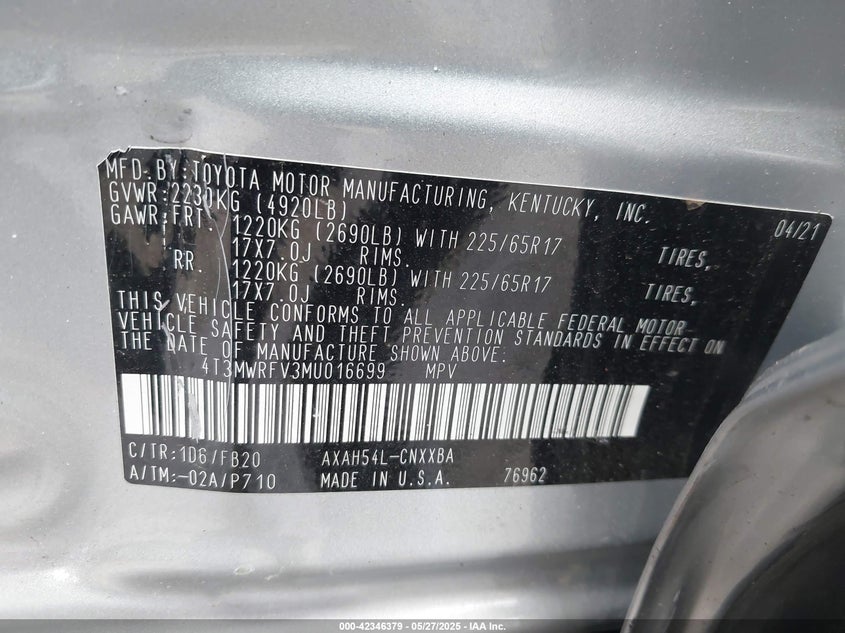 MFD. BY: TOYOTA MOTOR MANUFACTURING, KENTUCKY, INC.
GVWR: 2230KG (4920LB) 04/21
GAWR: FRT. 1220KG (2690LB) WITH 225/65R17 TIRES,
17X7.0J RIMS.
RR. 1220KG (2690LB) WITH 225/65R17 TIRES,
17X7.0J RIMS.
THIS VEHICLE CONFORMS TO ALL APPLICABLE FEDERAL MOTOR
VEHICLE SAFETY AND THEFT PREVENTION STANDARDS IN EFFECT ON
THE DATE OF MANUFACTURE SHOWN ABOVE.
4T3MWRFV3MU016699 MPV
C/TR: 1D6/FB20 AXAH54L-CNXXBA
A/TM:-02A/P710 MADE IN U.S.A. 76962
000-42346379 - 05/27/2025 - IAA Inc.